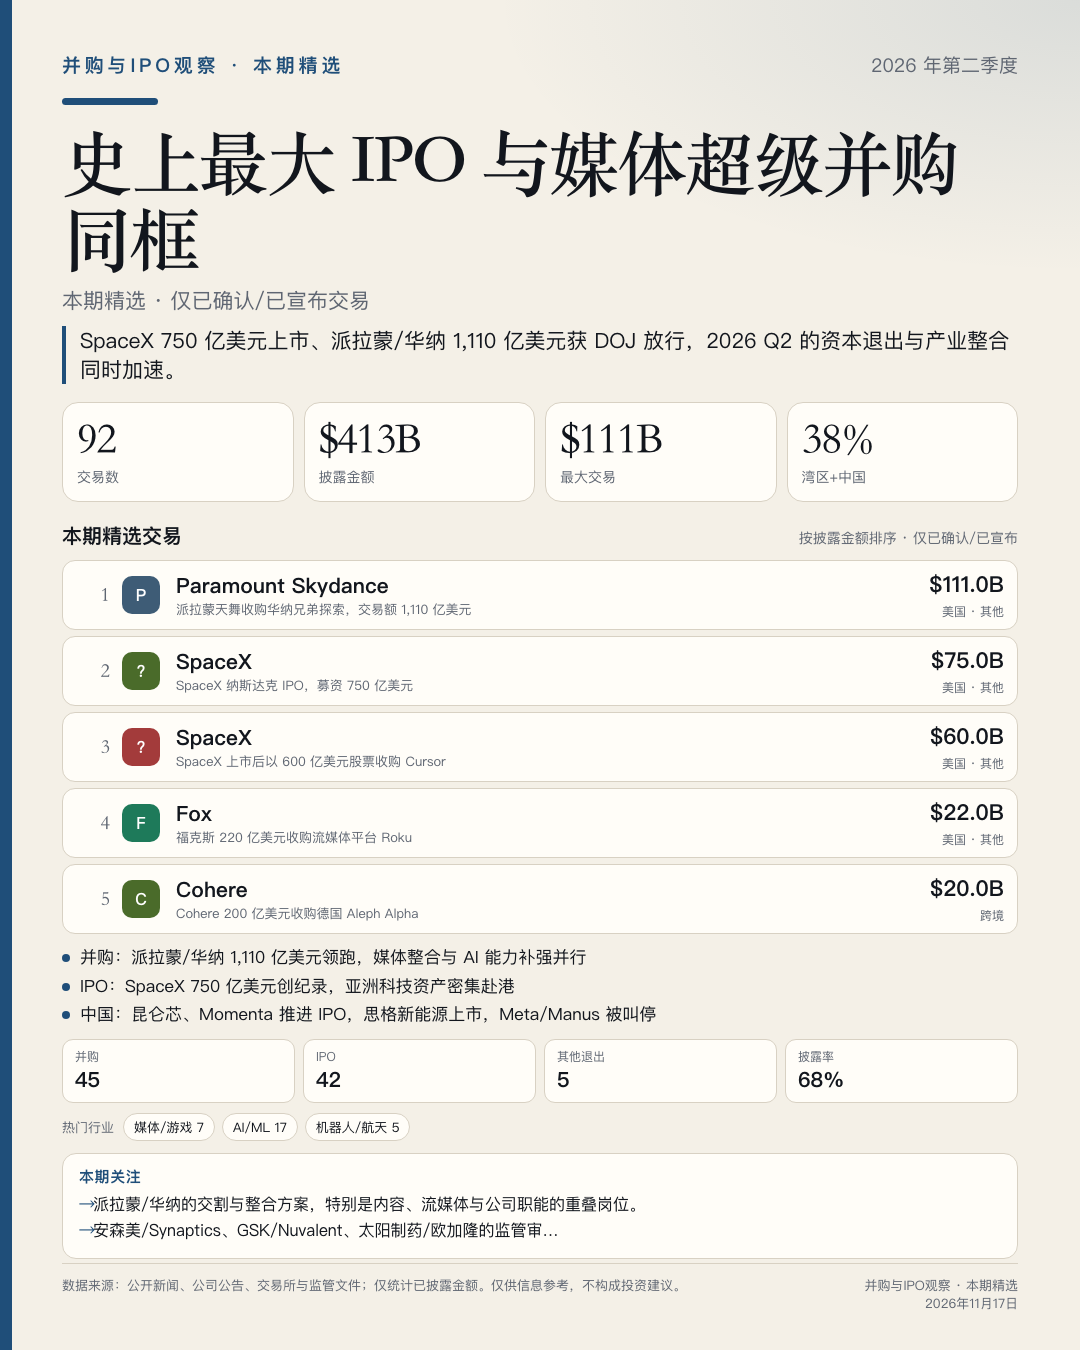 并购与IPO观察 · 本期精选
2026 年第二季度
史上最大 IPO 与媒体超级并购
同框
本期精选 · 仅已确认/已宣布交易
SpaceX 750 亿美元上市、派拉蒙/华纳 1,110 亿美元获 DOJ 放行，2026 Q2 的资本退出与产业整合
同时加速。
92
交易数
$413B
披露金额
$111B
最大交易
38%
湾区+中国
本期精选交易
按披露金额排序 · 仅已确认/已宣布
1
P
Paramount Skydance
派拉蒙天舞收购华纳兄弟探索，交易额 1,110 亿美元
$111.0B
美国 · 其他
2
?
SpaceX
SpaceX 纳斯达克 IPO，募资 750 亿美元
$75.0B
美国 · 其他
3
?
SpaceX
SpaceX 上市后以 600 亿美元股票收购 Cursor
$60.0B
美国 · 其他
4
F
Fox
福克斯 220 亿美元收购流媒体平台 Roku
$22.0B
美国 · 其他
5
C
Cohere
Cohere 200 亿美元收购德国 Aleph Alpha
$20.0B
跨境
并购：派拉蒙/华纳 1,110 亿美元领跑，媒体整合与 AI 能力补强并行
IPO：SpaceX 750 亿美元创纪录，亚洲科技资产密集赴港
中国：昆仑芯、Momenta 推进 IPO，思格新能源上市，Meta/Manus 被叫停
并购
45
IPO
42
其他退出
5
披露率
68%
热门行业
媒体/游戏 7
AI/ML 17
机器人/航天 5
本期关注
→派拉蒙/华纳的交割与整合方案，特别是内容、流媒体与公司职能的重叠岗位。
→安森美/Synaptics、GSK/Nuvalent、太阳制药/欧加隆的监管审…
数据来源：公开新闻、公司公告、交易所与监管文件；仅统计已披露金额。仅供信息参考，不构成投资建议。
并购与IPO观察 · 本期精选
2026年11月17日